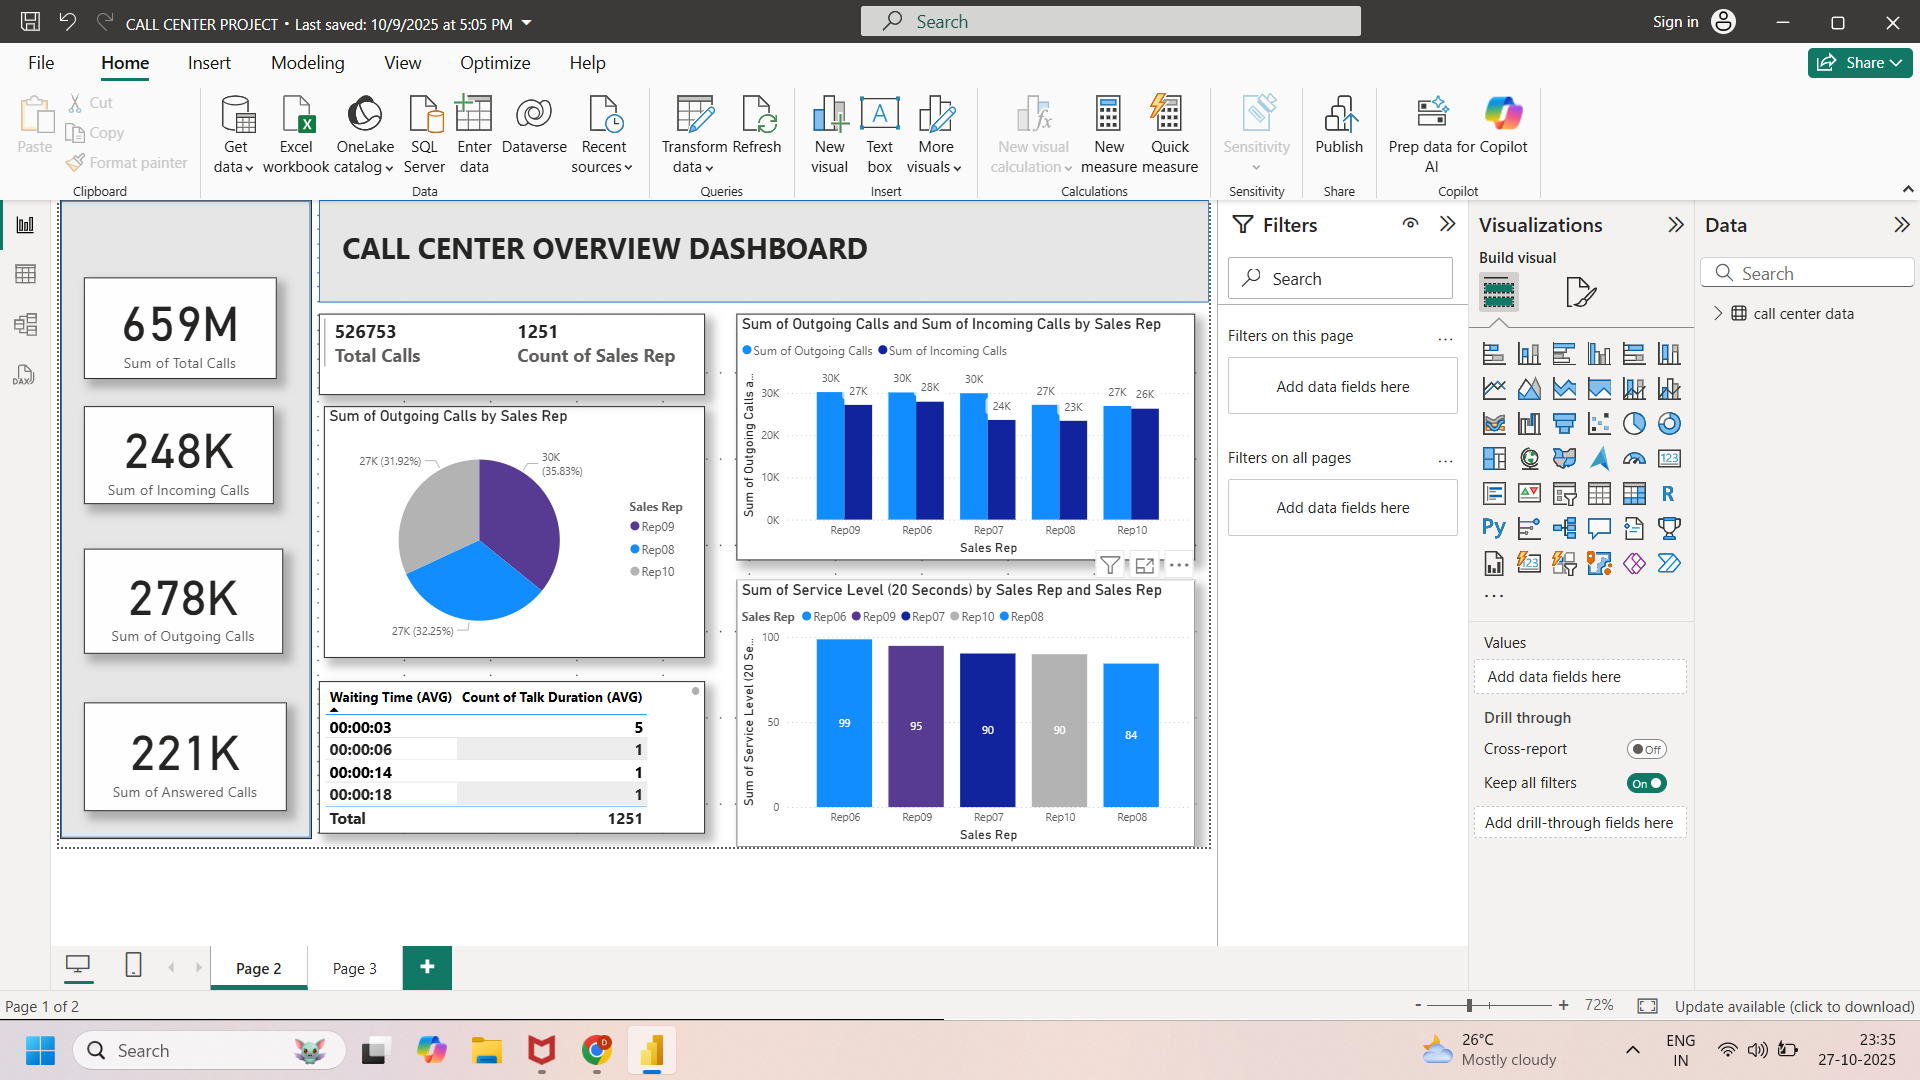 CALL CENTER PROJECT • Last saved: 10/9/2025 at 5:05 PM
Search
Sign in
File
Home
Insert
Modeling
View
Optimize
Help
Share
Paste
Cut
Copy
Format painter
Clipboard
Get data
Excel workbook
OneLake catalog
SQL Server
Enter data
Dataverse
Recent sources
Data
Transform data
Refresh
Queries
New visual
Text box
More visuals
Insert
New visual calculation
New measure
Quick measure
Calculations
Sensitivity
Sensitivity
Publish
Share
Prep data for AI
Copilot
Copilot
DAX
659M
Sum of Total Calls
248K
Sum of Incoming Calls
278K
Sum of Outgoing Calls
221K
Sum of Answered Calls
CALL CENTER OVERVIEW DASHBOARD
526753
Total Calls
1251
Count of Sales Rep
Sum of Outgoing Calls by Sales Rep
27K (31.92%)
30K
(35.83%)
27K (32.25%)
Sales Rep
Rep09
Rep08
Rep10
Waiting Time (AVG) Count of Talk Duration (AVG)
00:00:03 5
00:00:06 1
00:00:14 1
00:00:18 1
Total 1251
Sum of Outgoing Calls and Sum of Incoming Calls by Sales Rep
Sum of Outgoing Calls Sum of Incoming Calls
Sum of Outgoing Calls a...
30K
20K
10K
0K
30K 27K 30K 28K 30K 24K 27K 23K 27K 26K
Rep09 Rep06 Rep07 Rep08 Rep10
Sales Rep
Sum of Service Level (20 Seconds) by Sales Rep and Sales Rep
Sales Rep Rep06 Rep09 Rep07 Rep10 Rep08
Sum of Service Level (20 Se...
100
50
0
99 95 90 90 84
Rep06 Rep09 Rep07 Rep10 Rep08
Sales Rep
Filters
Search
Filters on this page ...
Add data fields here
Filters on all pages ...
Add data fields here
Visualizations
Build visual
Values
Add data fields here
Drill through
Cross-report Off
Keep all filters On
Add drill-through fields here
Data
Search
call center data
Page 2
Page 3
Page 1 of 2
- + 72%
Update available (click to download)
Search
26°C
Mostly cloudy
ENG
IN
23:35
27-10-2025